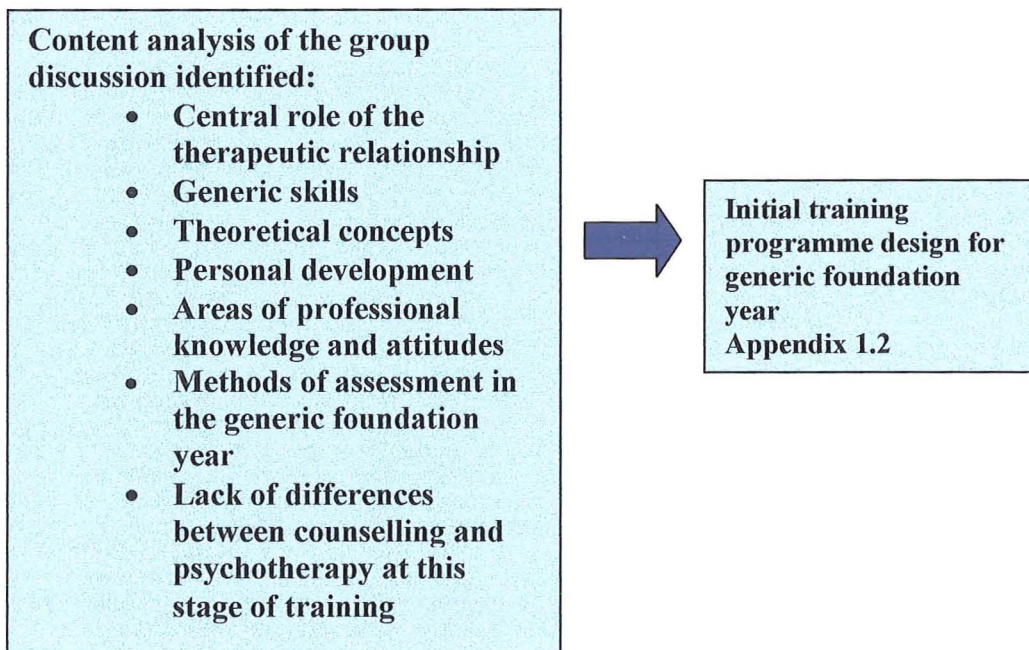 Content analysis of the group
discussion identified:
• Central role of the
therapeutic relationship
• Generic skills
• Theoretical concepts
• Personal development
• Areas of professional
knowledge and attitudes
• Methods of assessment in
the generic foundation
year
• Lack of differences
between counselling and
psychotherapy at this
stage of training
Initial training
programme design for
generic foundation
year
Appendix 1.2